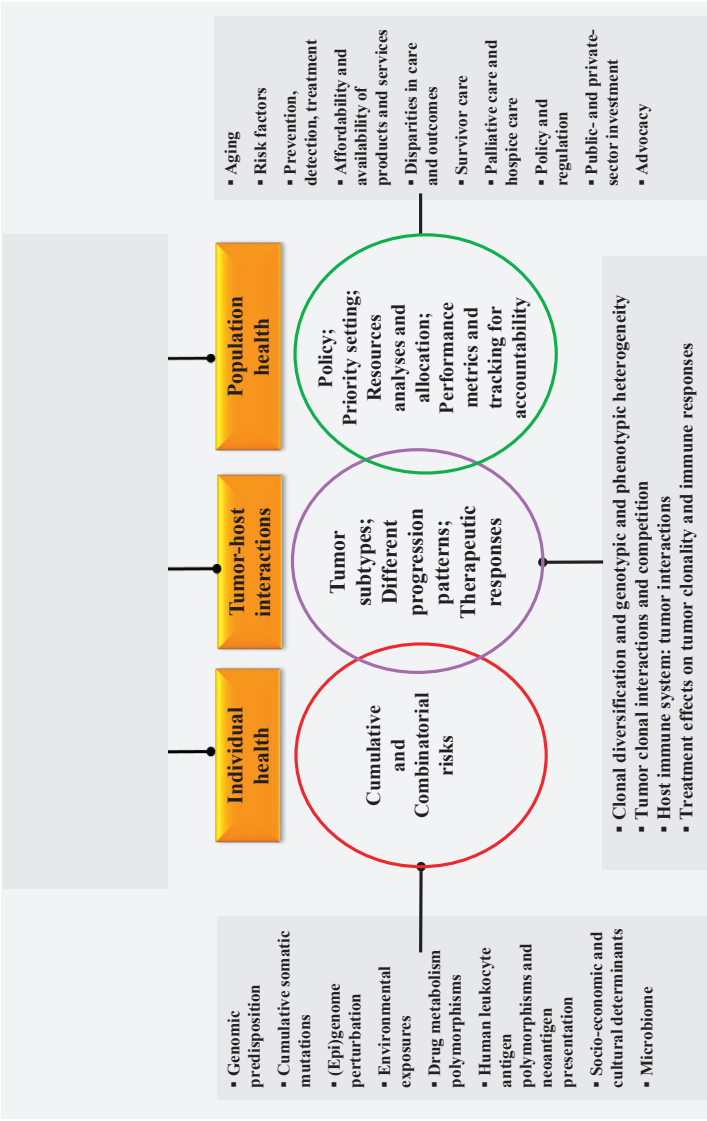 Individual
health
Tumor-host
interactions
Population
health
▪ Genomic
predisposition
▪ Cumulative somatic
mutations
▪ (Epi)genome
perturbation
▪ Environmental
exposures
▪ Drug metabolism
polymorphisms
▪ Human leukocyte
antigen
polymorphisms and
neoantigen
presentation
▪ Socio-economic and
cultural determinants
▪ Microbiome
Cumulative
and
Combinatorial
risks
Tumor
subtypes;
Different
progression
patterns;
Therapeutic
responses
Policy;
Priority setting;
Resources
analyses and
allocation;
Performance
metrics and
tracking for
accountability
▪ Aging
▪ Risk factors
▪ Prevention,
detection, treatment
▪ Affordability and
availability of
products and services
▪ Disparities in care
and outcomes
▪ Survivor care
▪ Palliative care and
hospice care
▪ Policy and
regulation
▪ Public- and private-
sector investment
▪ Advocacy
▪ Clonal diversification and genotypic and phenotypic heterogeneity
▪ Tumor clonal interactions and competition
▪ Host immune system: tumor interactions
▪ Treatment effects on tumor clonality and immune responses